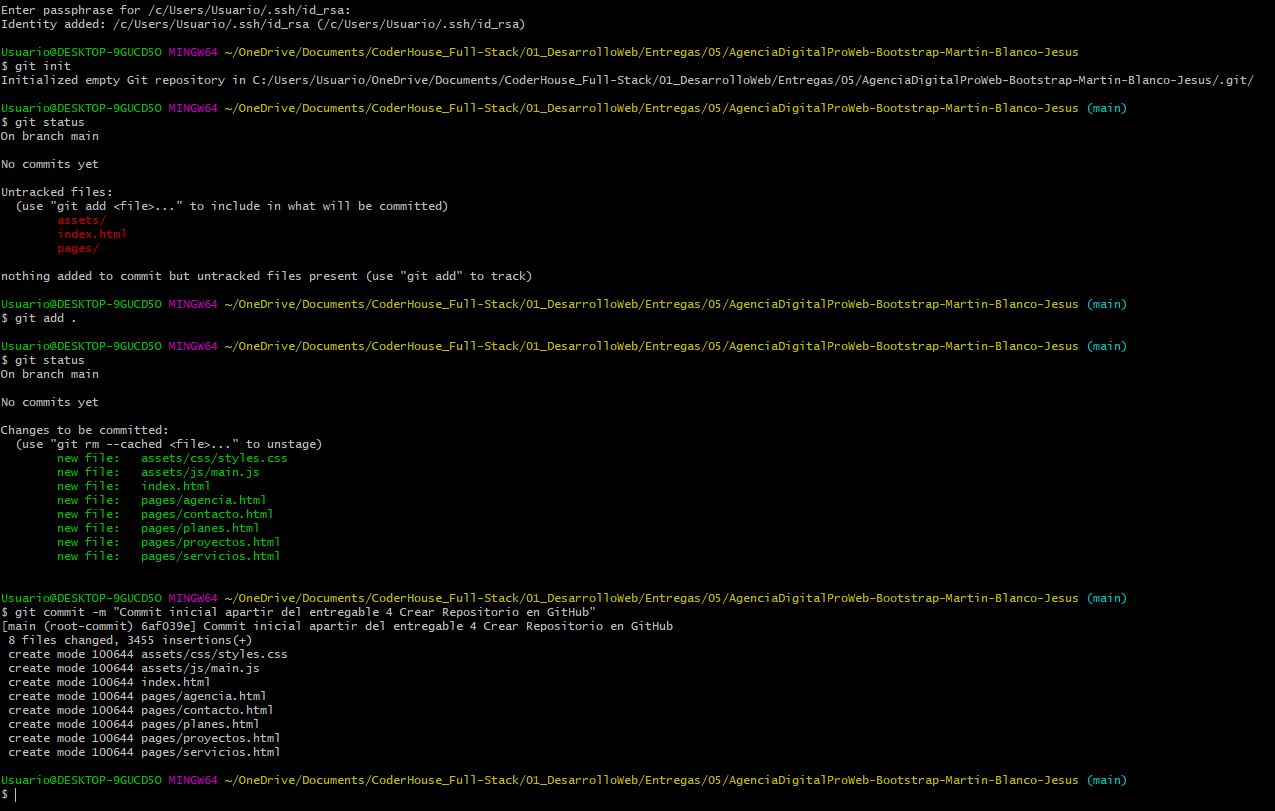 Enter passphrase for /c/Users/Usuario/.ssh/id_rsa:
Identity added: /c/Users/Usuario/.ssh/id_rsa (/c/Users/Usuario/.ssh/id_rsa)
Usuario@DESKTOP-9GUCD5O MINGW64 ~/OneDrive/Documents/CoderHouse_Full-Stack/01_DesarrolloWeb/Entregas/05/AgenciaDigitalProWeb-Bootstrap-Martin-Blanco-Jesus
$ git init
Initialized empty Git repository in C:/Users/Usuario/OneDrive/Documents/CoderHouse_Full-Stack/01_DesarrolloWeb/Entregas/05/AgenciaDigitalProWeb-Bootstrap-Martin-Blanco-Jesus/.git/
Usuario@DESKTOP-9GUCD5O MINGW64 ~/OneDrive/Documents/CoderHouse_Full-Stack/01_DesarrolloWeb/Entregas/05/AgenciaDigitalProWeb-Bootstrap-Martin-Blanco-Jesus (main)
$ git status
On branch main
No commits yet
Untracked files:
(use "git add <file>..." to include in what will be committed)
assets/
index.html
pages/
nothing added to commit but untracked files present (use "git add" to track)
Usuario@DESKTOP-9GUCD5O MINGW64 ~/OneDrive/Documents/CoderHouse_Full-Stack/01_DesarrolloWeb/Entregas/05/AgenciaDigitalProWeb-Bootstrap-Martin-Blanco-Jesus (main)
$ git add .
Usuario@DESKTOP-9GUCD5O MINGW64 ~/OneDrive/Documents/CoderHouse_Full-Stack/01_DesarrolloWeb/Entregas/05/AgenciaDigitalProWeb-Bootstrap-Martin-Blanco-Jesus (main)
$ git status
On branch main
No commits yet
Changes to be committed:
(use "git rm --cached <file>..." to unstage)
new file:   assets/css/styles.css
new file:   assets/js/main.js
new file:   index.html
new file:   pages/agencia.html
new file:   pages/contacto.html
new file:   pages/planes.html
new file:   pages/proyectos.html
new file:   pages/servicios.html
Usuario@DESKTOP-9GUCD5O MINGW64 ~/OneDrive/Documents/CoderHouse_Full-Stack/01_DesarrolloWeb/Entregas/05/AgenciaDigitalProWeb-Bootstrap-Martin-Blanco-Jesus (main)
$ git commit -m "Commit inicial apartir del entregable 4 Crear Repositorio en GitHub"
[main (root-commit) 6af039e] Commit inicial apartir del entregable 4 Crear Repositorio en GitHub
8 files changed, 3455 insertions(+)
create mode 100644 assets/css/styles.css
create mode 100644 assets/js/main.js
create mode 100644 index.html
create mode 100644 pages/agencia.html
create mode 100644 pages/contacto.html
create mode 100644 pages/planes.html
create mode 100644 pages/proyectos.html
create mode 100644 pages/servicios.html
Usuario@DESKTOP-9GUCD5O MINGW64 ~/OneDrive/Documents/CoderHouse_Full-Stack/01_DesarrolloWeb/Entregas/05/AgenciaDigitalProWeb-Bootstrap-Martin-Blanco-Jesus (main)
$